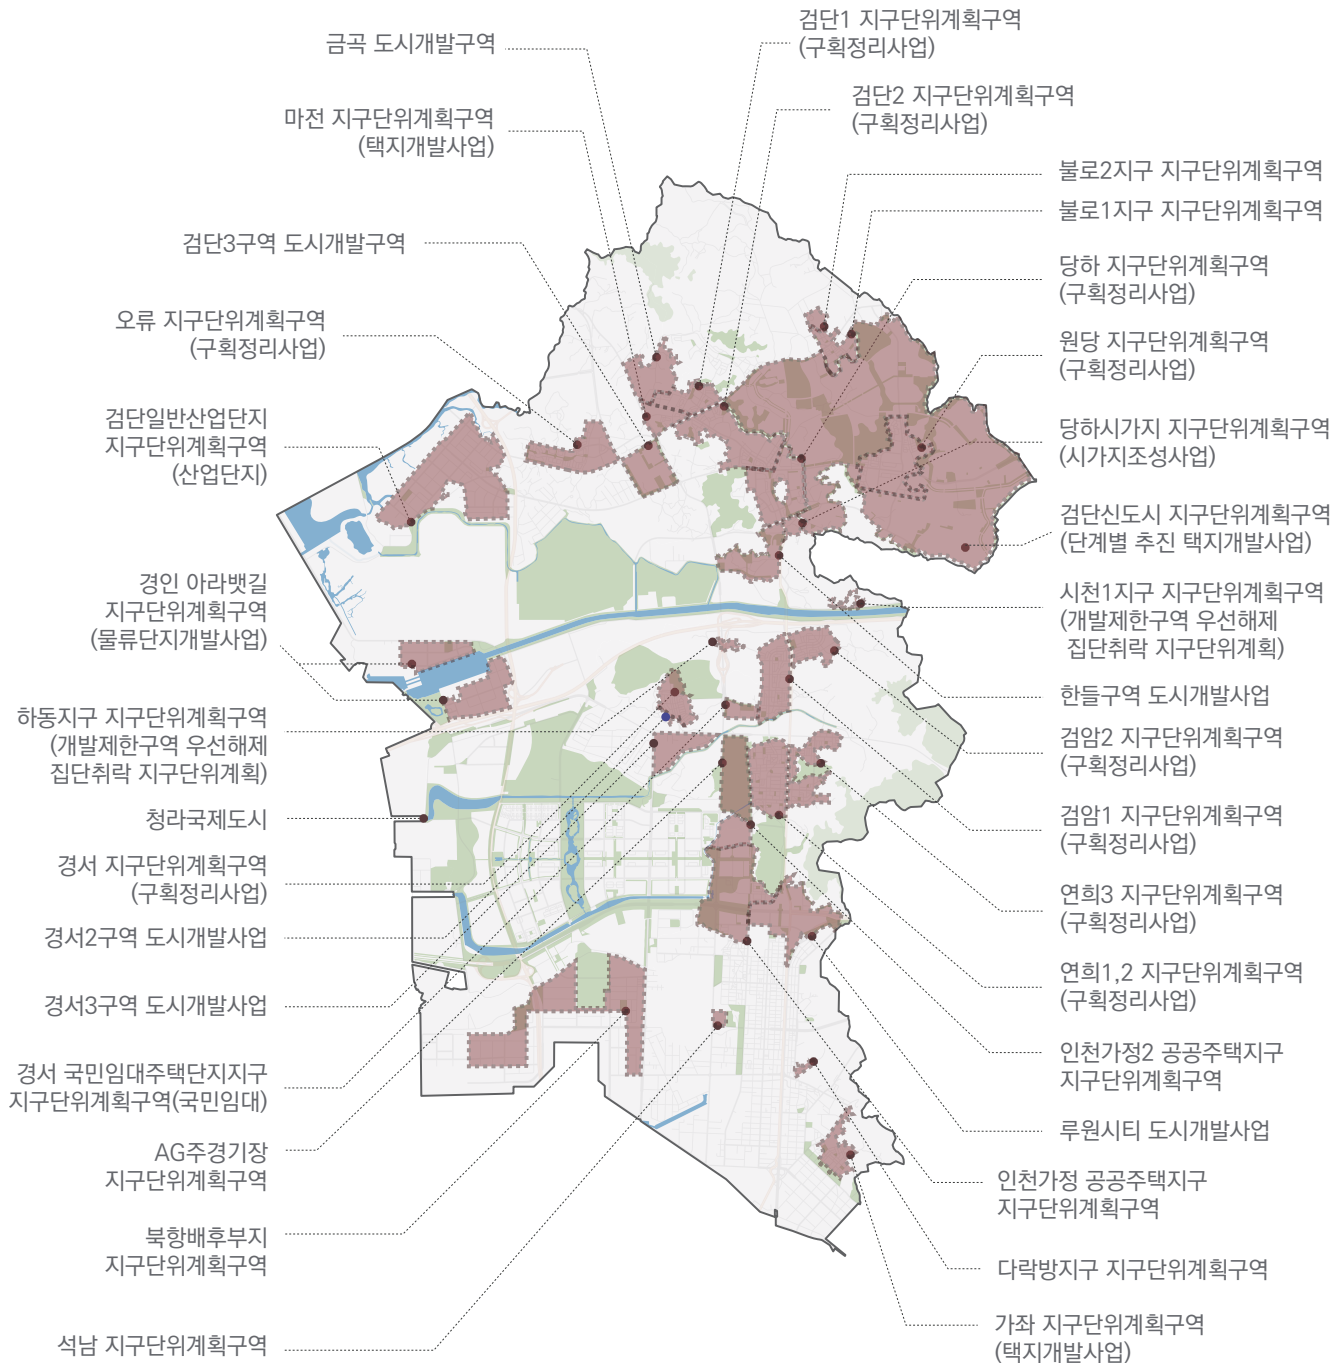 검단1 지구단위계획구역
(구획정리사업)
금곡 도시개발구역
검단2 지구단위계획구역
(구획정리사업)
마전 지구단위계획구역
(택지개발사업)
불로2지구 지구단위계획구역
불로1지구 지구단위계획구역
검단3구역 도시개발구역
당하 지구단위계획구역
(구획정리사업)
오류 지구단위계획구역
(구획정리사업)
원당 지구단위계획구역
(구획정리사업)
검단일반산업단지
지구단위계획구역
(산업단지)
당하시가지 지구단위계획구역
(시가지조성사업)
검단신도시 지구단위계획구역
(단계별 추진 택지개발사업)
경인 아라뱃길
지구단위계획구역
(물류단지개발사업)
시천1지구 지구단위계획구역
(개발제한구역 우선해제
집단취락 지구단위계획)
한들구역 도시개발사업
하동지구 지구단위계획구역
(개발제한구역 우선해제
집단취락 지구단위계획)
검암2 지구단위계획구역
(구획정리사업)
청라국제도시
검암1 지구단위계획구역
(구획정리사업)
경서 지구단위계획구역
(구획정리사업)
연희3 지구단위계획구역
(구획정리사업)
경서2구역 도시개발사업
연희1,2 지구단위계획구역
(구획정리사업)
경서3구역 도시개발사업
인천가정2 공공주택지구
지구단위계획구역
경서 국민임대주택단지지구
지구단위계획구역(국민임대)
루원시티 도시개발사업
AG주경기장
지구단위계획구역
인천가정 공공주택지구
지구단위계획구역
북항배후부지
지구단위계획구역
다락방지구 지구단위계획구역
석남 지구단위계획구역
가좌 지구단위계획구역
(택지개발사업)